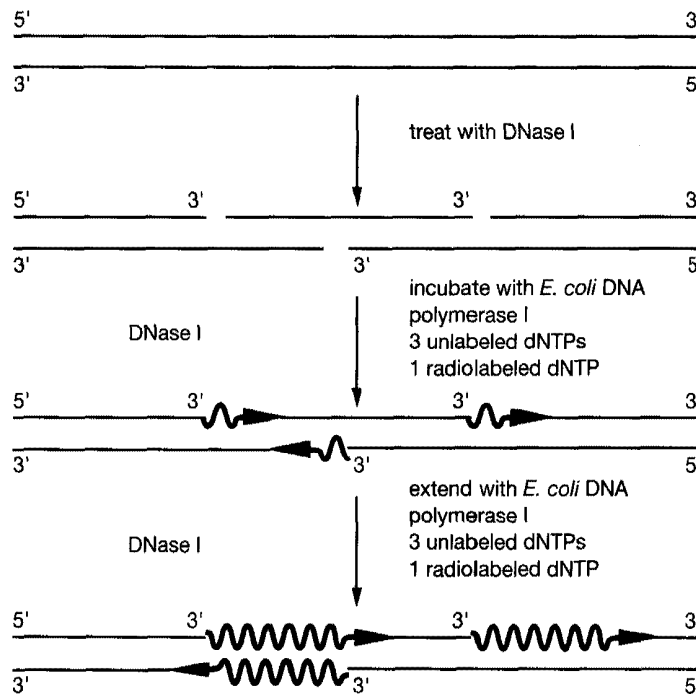 5' 3
3' 5
treat with DNase I
5' 3' 3' 3
3' 3' 5
incubate with E. coli DNA
polymerase I
3 unlabeled dNTPs
1 radiolabeled dNTP
DNase I
5' 3' 3' 3
3' 3' 5
extend with E. coli DNA
polymerase I
3 unlabeled dNTPs
1 radiolabeled dNTP
DNase I
5' 3' 3' 3
3' 3' 5